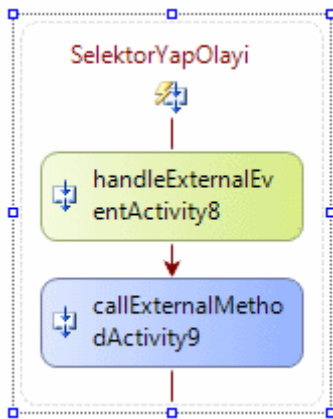 SelektorYapOlayi
handleExternalEv
entActivity8
callExternalMetho
dActivity9